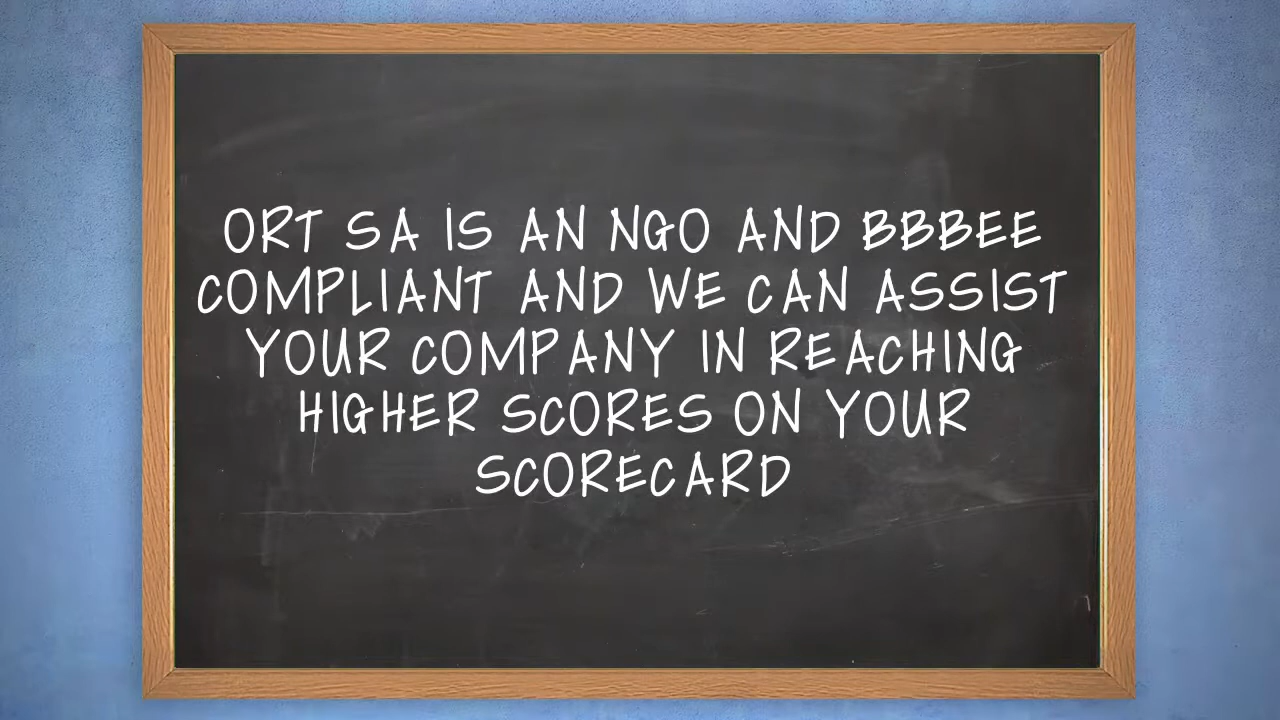 ORT SA IS AN NGO AND BBBEE
COMPLIANT AND WE CAN ASSIST
YOUR COMPANY IN REACHING
HIGHER SCORES ON YOUR
SCORECARD